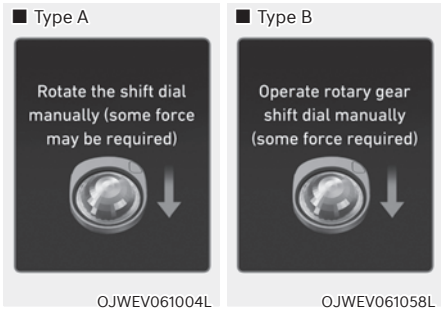 ■ Type A
Rotate the shift dial
manually (some force
may be required)
OJWEV061004L
■ Type B
Operate rotary gear
shift dial manually
(some force required)
OJWEV061058L